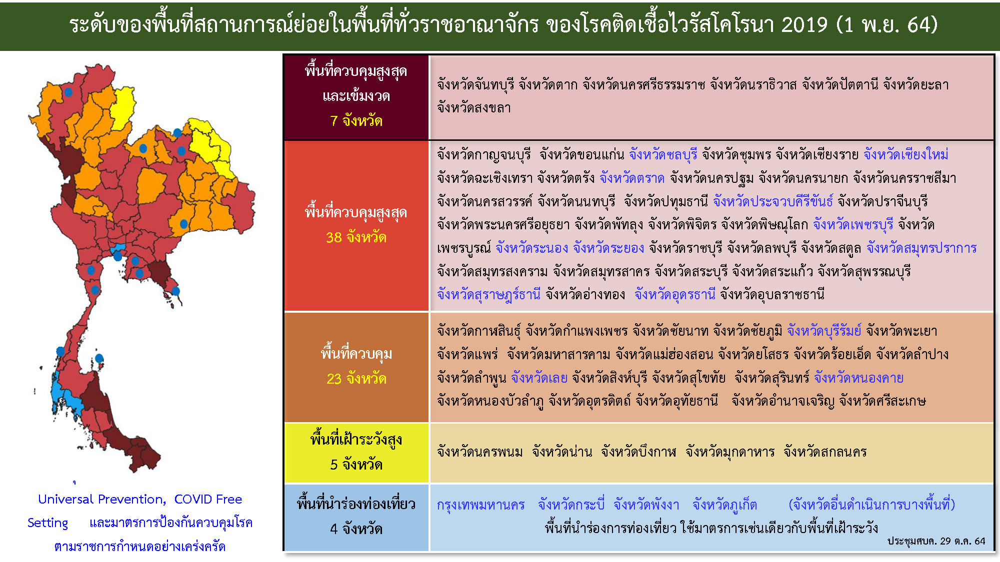 ระดับของพื้นที่สถานการณ์ย่อยในพื้นที่ทั่วราชอาณาจักร ของโรคติดเชื้อไวรัสโคโรนา 2019 (1 พ.ย. 64)
พื้นที่ควบคุมสูงสุด
และเข้มงวด
7 จังหวัด
จังหวัดจันทบุรี จังหวัดตาก จังหวัดนครศรีธรรมราช จังหวัดนราธิวาส จังหวัดปัตตานี จังหวัดยะลา
จังหวัดสงขลา
พื้นที่ควบคุมสูงสุด
38 จังหวัด
จังหวัดกาญจนบุรี จังหวัดขอนแก่น จังหวัดชลบุรี จังหวัดชุมพร จังหวัดเชียงราย จังหวัดเชียงใหม่
จังหวัดฉะเชิงเทรา จังหวัดตรัง จังหวัดตราด จังหวัดนครปฐม จังหวัดนครนายก จังหวัดนครราชสีมา
จังหวัดนครสวรรค์ จังหวัดนนทบุรี จังหวัดปทุมธานี จังหวัดประจวบคีรีขันธ์ จังหวัดปราจีนบุรี
จังหวัดพระนครศรีอยุธยา จังหวัดพัทลุง จังหวัดพิจิตร จังหวัดพิษณุโลก จังหวัดเพชรบุรี จังหวัด
เพชรบูรณ์ จังหวัดระนอง จังหวัดระยอง จังหวัดราชบุรี จังหวัดลพบุรี จังหวัดสตูล จังหวัดสมุทรปราการ
จังหวัดสมุทรสงคราม จังหวัดสมุทรสาคร จังหวัดสระบุรี จังหวัดสระแก้ว จังหวัดสุพรรณบุรี
จังหวัดสุราษฎร์ธานี จังหวัดอ่างทอง จังหวัดอุดรธานี จังหวัดอุบลราชธานี
พื้นที่ควบคุม
23 จังหวัด
จังหวัดกาฬสินธุ์ จังหวัดกำแพงเพชร จังหวัดชัยนาท จังหวัดชัยภูมิ จังหวัดบุรีรัมย์ จังหวัดพะเยา
จังหวัดแพร่ จังหวัดมหาสารคาม จังหวัดแม่ฮ่องสอน จังหวัดยโสธร จังหวัดร้อยเอ็ด จังหวัดลำปาง
จังหวัดลำพูน จังหวัดเลย จังหวัดสิงห์บุรี จังหวัดสุโขทัย จังหวัดสุรินทร์ จังหวัดหนองคาย
จังหวัดหนองบัวลำภู จังหวัดอุตรดิตถ์ จังหวัดอุทัยธานี จังหวัดอำนาจเจริญ จังหวัดศรีสะเกษ
พื้นที่เฝ้าระวังสูง
5 จังหวัด
จังหวัดนครพนม จังหวัดน่าน จังหวัดบึงกาฬ จังหวัดมุกดาหาร จังหวัดสกลนคร
พื้นที่นำร่องท่องเที่ยว
4 จังหวัด
กรุงเทพมหานคร จังหวัดกระบี่ จังหวัดพังงา จังหวัดภูเก็ต (จังหวัดอื่นดำเนินการบางพื้นที่)
พื้นที่นำร่องการท่องเที่ยว ใช้มาตรการเช่นเดียวกับพื้นที่เฝ้าระวัง
ประชุมศบค. 29 ต.ค. 64
Universal Prevention, COVID Free
Setting และมาตรการป้องกันควบคุมโรค
ตามราชการกำหนดอย่างเคร่งครัด